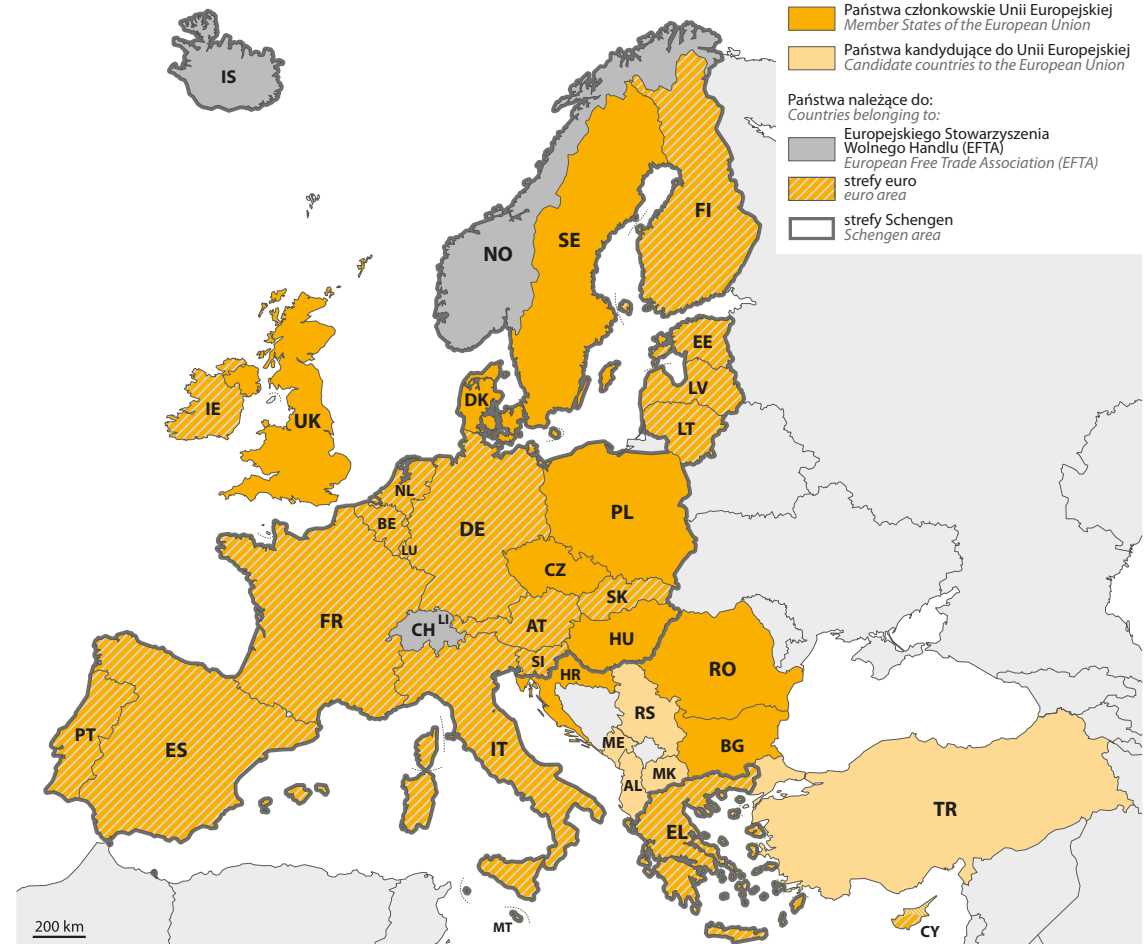 Państwa członkowskie Unii Europejskiej
Member States of the European Union
Państwa kandydujące do Unii Europejskiej
Candidate countries to the European Union
Państwa należące do:
Countries belonging to:
Europejskiego Stowarzyszenia
Wolnego Handlu (EFTA)
European Free Trade Association (EFTA)
strefy euro
euro area
strefy Schengen
Schengen area
IS
NO
SE
FI
EE
LV
LT
DK
IE
UK
NL
BE
LU
DE
PL
CZ
SK
FR
CH
LI
AT
HU
SI
HR
RO
RS
BG
ME
MK
AL
PT
ES
IT
EL
TR
MT
CY
200 km